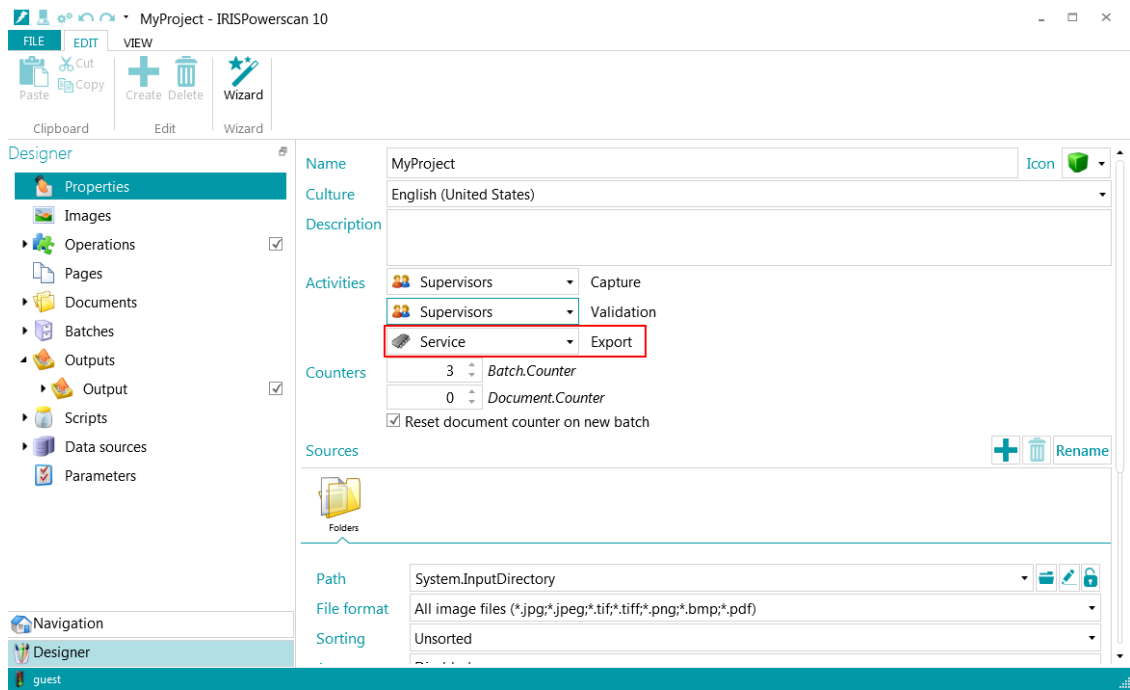 MyProject - IRISPowerscan 10
FILE EDIT VIEW
Paste Cut Copy Create Delete Wizard
Clipboard Edit Wizard
Designer
Properties
Images
Operations
Pages
Documents
Batches
Outputs
Output
Scripts
Data sources
Parameters
Navigation
Designer
Name MyProject Icon
Culture English (United States)
Description
Activities Supervisors Capture
Supervisors Validation
Service Export
Counters 3 Batch.Counter
0 Document.Counter
Reset document counter on new batch
Sources Rename
Folders
Path System.InputDirectory
File format All image files (*.jpg;*.jpeg;*.tif;*.tiff;*.png;*.bmp;*.pdf)
Sorting Unsorted
guest